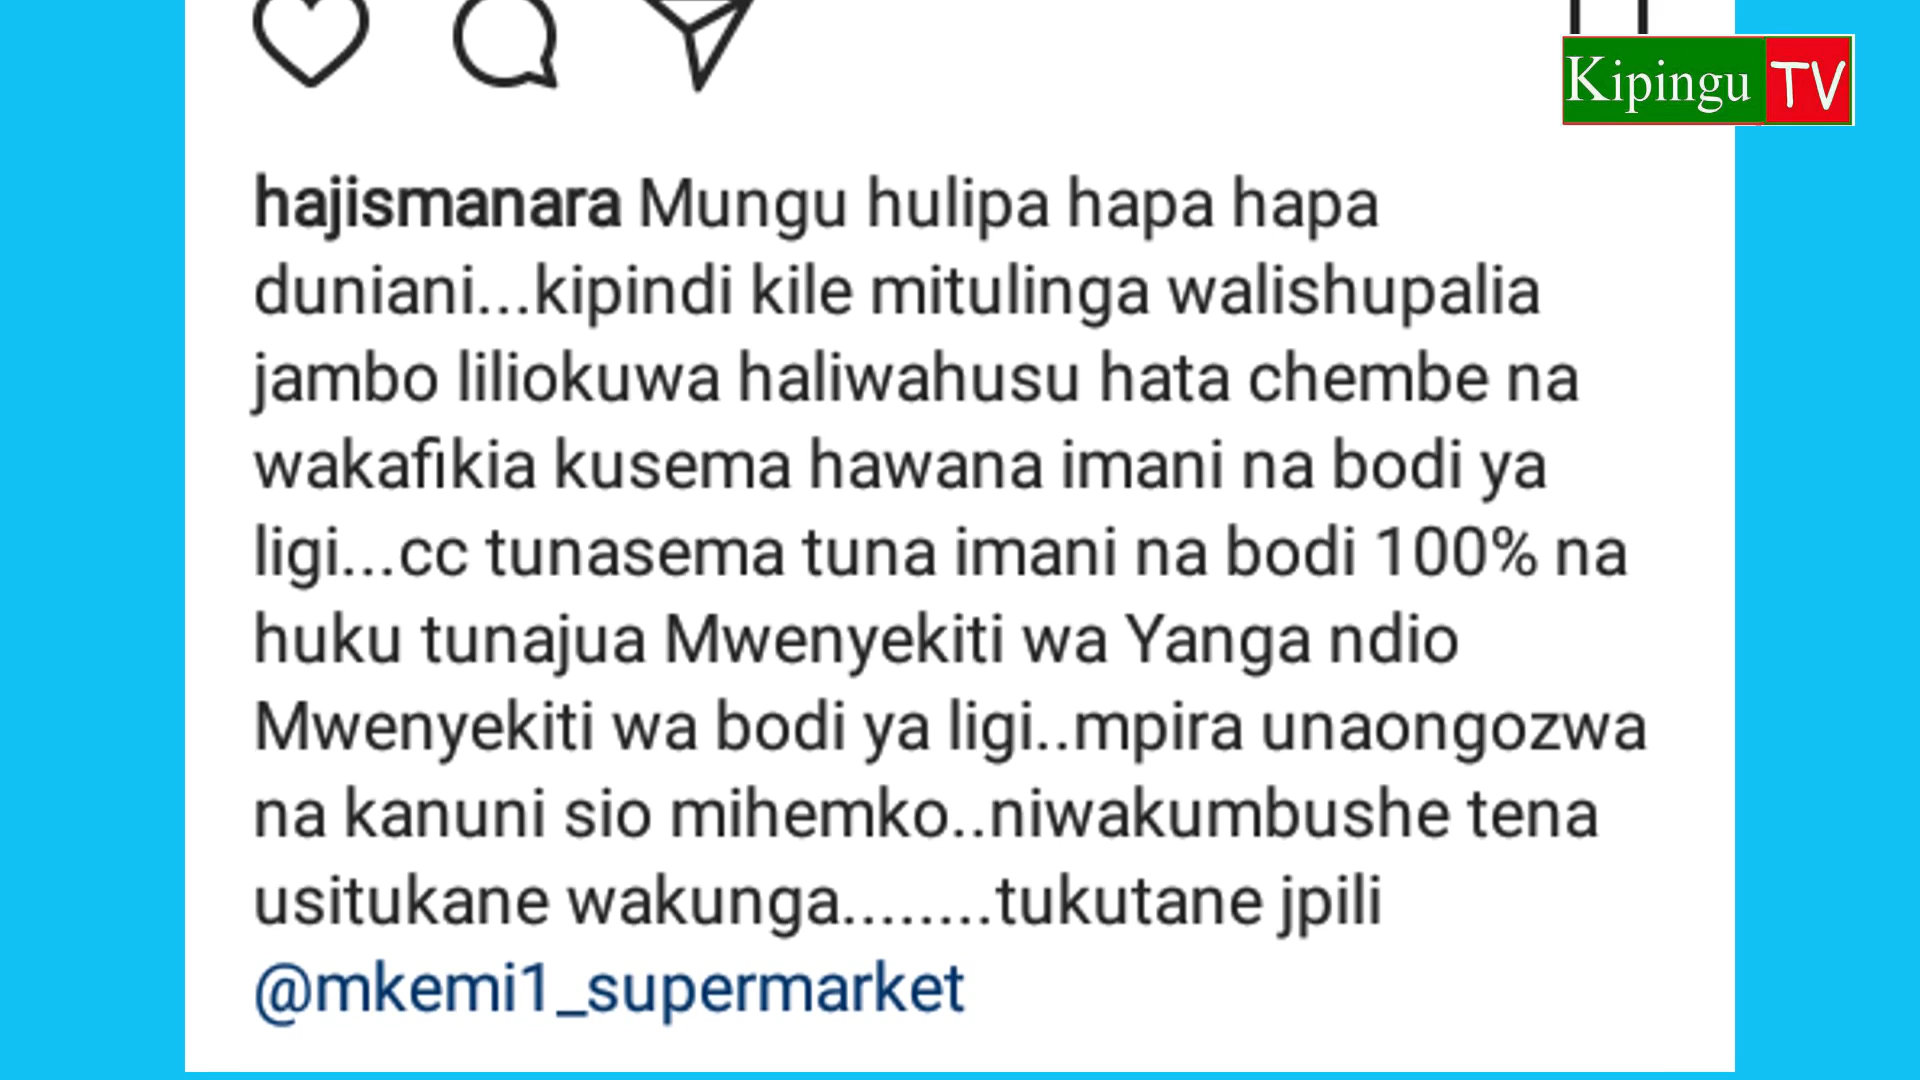 Kipingu TV
hajismanara Mungu hulipa hapa hapa
duniani...kipindi kile mitulinga walishupalia
jambo liliokuwa haliwahusu hata chembe na
wakafikia kusema hawana imani na bodi ya
ligi...cc tunasema tuna imani na bodi 100% na
huku tunajua Mwenyekiti wa Yanga ndio
Mwenyekiti wa bodi ya ligi..mpira unaongozwa
na kanuni sio mihemko..niwakumbushe tena
usitukane wakunga........tukutane jpili
@mkemi1_supermarket